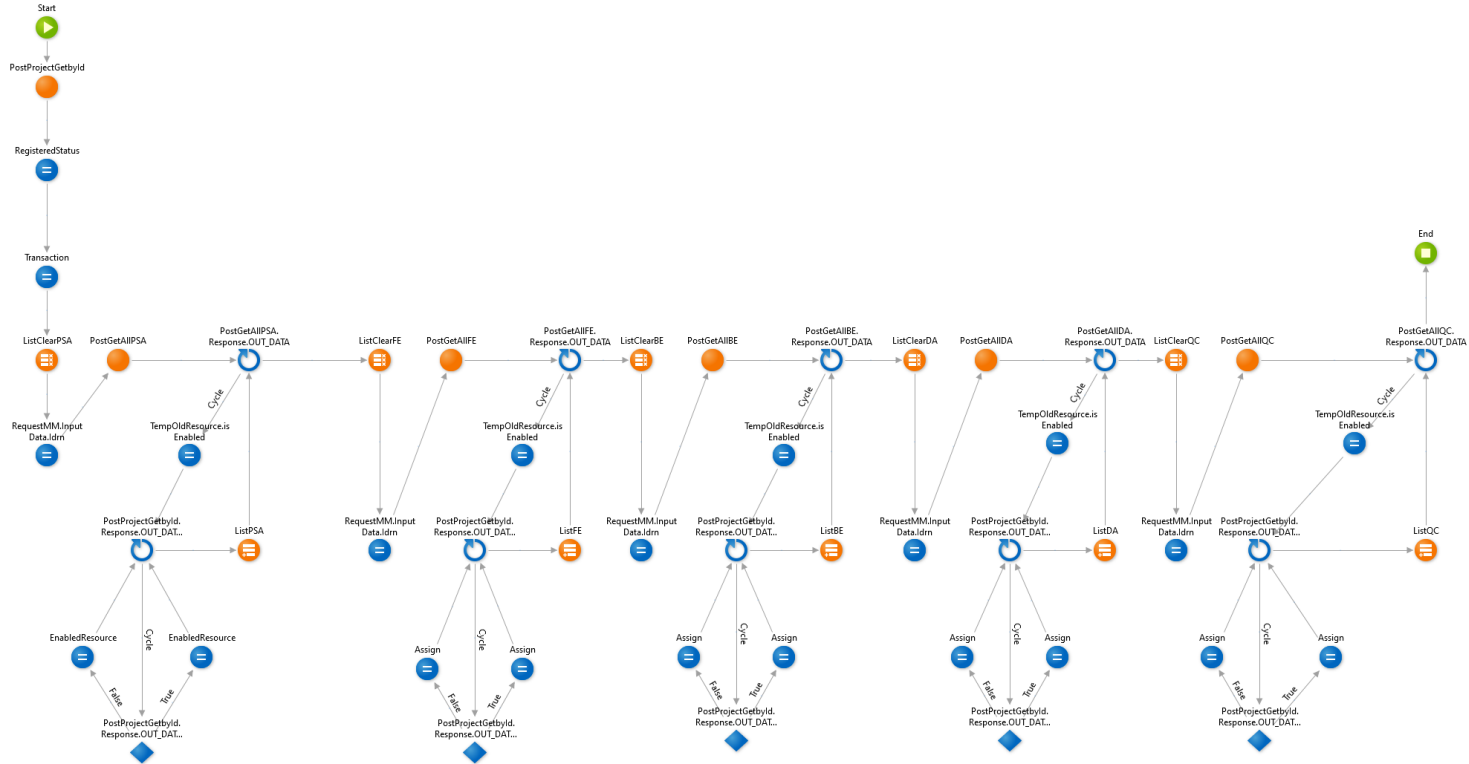 Start
PostProjectGetbyId
RegisteredStatus
Transaction
End
ListClearPSA
PostGetAllPSA
PostGetAllPSA.
Response.OUT_DATA
ListClearFE
PostGetAllFE
PostGetAllFE.
Response.OUT_DATA
ListClearBE
PostGetAllBE
PostGetAllBE.
Response.OUT_DATA
ListClearDA
PostGetAllDA
PostGetAllDA.
Response.OUT_DATA
ListClearQC
PostGetAllQC
PostGetAllQC.
Response.OUT_DATA
Cycle
Cycle
Cycle
Cycle
Cycle
RequestMM.Input
Data.Idrn
TempOldResource.is
Enabled
TempOldResource.is
Enabled
TempOldResource.is
Enabled
TempOldResource.is
Enabled
TempOldResource.is
Enabled
PostProjectGetbyId.
Response.OUT_DAT...
ListPSA
RequestMM.Input
Data.Idrn
PostProjectGetbyId.
Response.OUT_DAT...
ListFE
RequestMM.Input
Data.Idrn
PostProjectGetbyId.
Response.OUT_DAT...
ListBE
RequestMM.Input
Data.Idrn
PostProjectGetbyId.
Response.OUT_DAT...
ListDA
RequestMM.Input
Data.Idrn
PostProjectGetbyId.
Response.OUT_DAT...
ListQC
EnabledResource
Cycle
EnabledResource
Assign
Cycle
Assign
Assign
Cycle
Assign
Assign
Cycle
Assign
Assign
Cycle
Assign
False
True
False
True
False
True
False
True
False
True
PostProjectGetbyId.
Response.OUT_DAT...
PostProjectGetbyId.
Response.OUT_DAT...
PostProjectGetbyId.
Response.OUT_DAT...
PostProjectGetbyId.
Response.OUT_DAT...
PostProjectGetbyId.
Response.OUT_DAT...